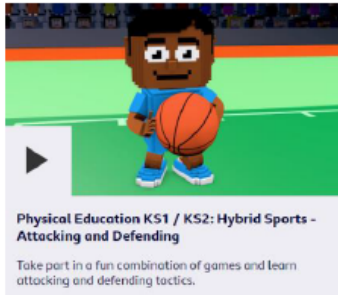 Physical Education KS1 / KS2: Hybrid Sports -
Attacking and Defending
Take part in a fun combination of games and learn
attacking and defending tactics.